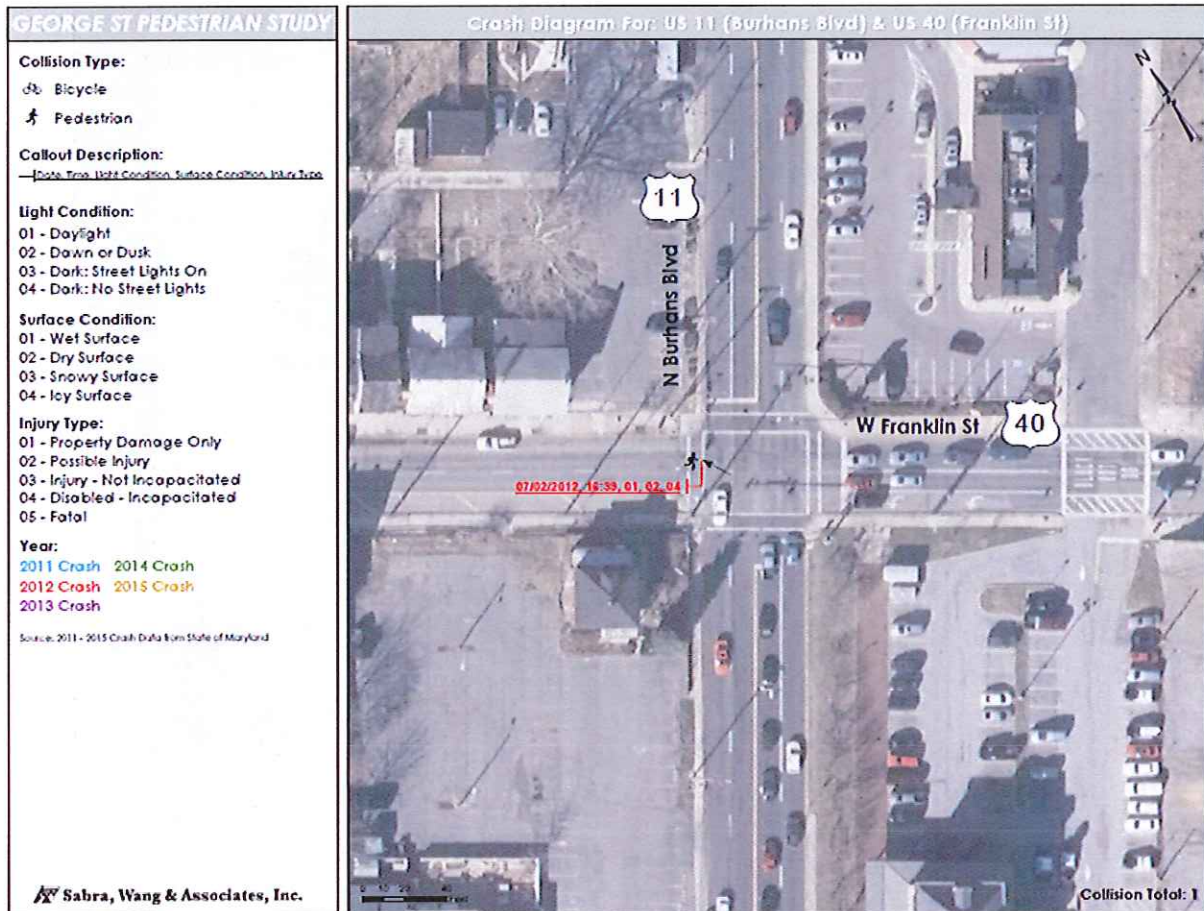 GEORGE ST PEDESTRIAN STUDY
Collision Type:
Bicycle
Pedestrian
Callout Description:
Date, Time, Light Condition, Surface Condition, Injury Type
Light Condition:
01 - Daylight
02 - Dawn or Dusk
03 - Dark: Street Lights On
04 - Dark: No Street Lights
Surface Condition:
01 - Wet Surface
02 - Dry Surface
03 - Snowy Surface
04 - Icy Surface
Injury Type:
01 - Property Damage Only
02 - Possible Injury
03 - Injury - Not Incapacitated
04 - Disabled - Incapacitated
05 - Fatal
Year:
2011 Crash 2014 Crash
2012 Crash 2015 Crash
2013 Crash
Source: 2011 - 2015 Crash Data from State of Maryland
Sabra, Wang & Associates, Inc.
Crash Diagram For: US 11 (Burhans Blvd) & US 40 (Franklin St)
N
11
N Burhans Blvd
W Franklin St
40
07/02/2012, 01, 02, 04
0 10 20 40
Collision Total: 1